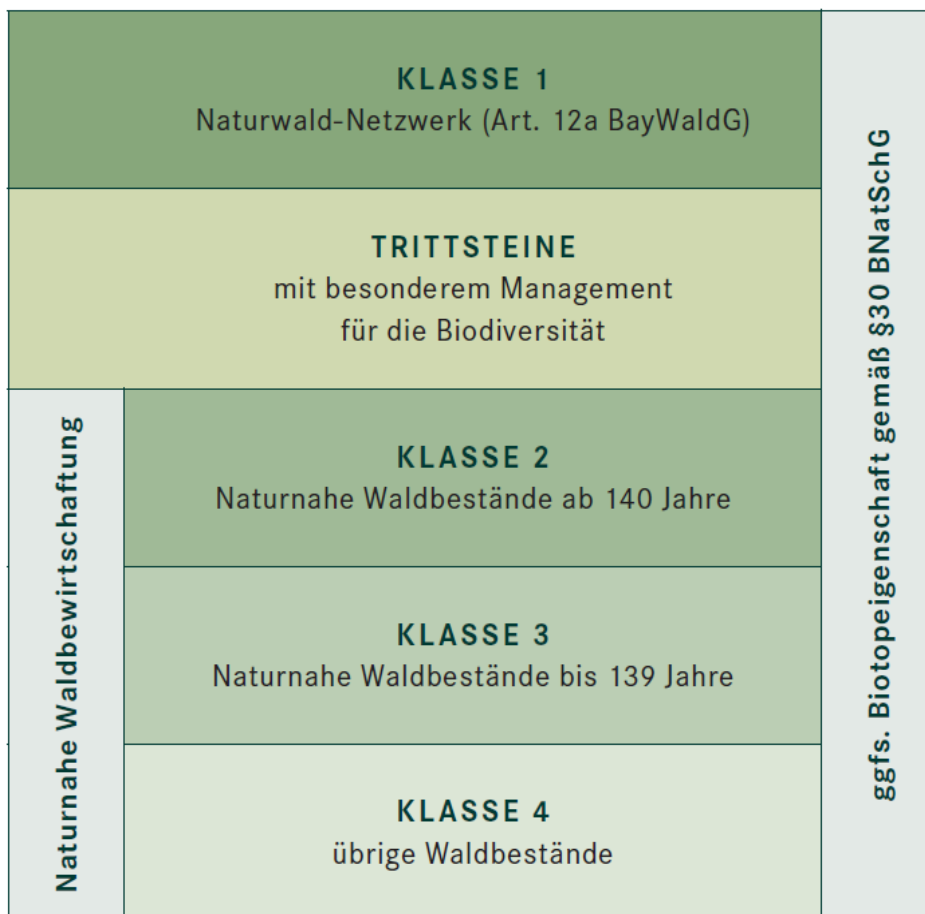 KLASSE 1
Naturwald-Netzwerk (Art. 12a BayWaldG)
TRITTSTEINE
mit besonderem Management
für die Biodiversität
Naturnahe Waldbewirtschaftung
KLASSE 2
Naturnahe Waldbestände ab 140 Jahre
KLASSE 3
Naturnahe Waldbestände bis 139 Jahre
KLASSE 4
übrige Waldbestände
ggfs. Biotopeigenschaft gemäß §30 BNatSchG